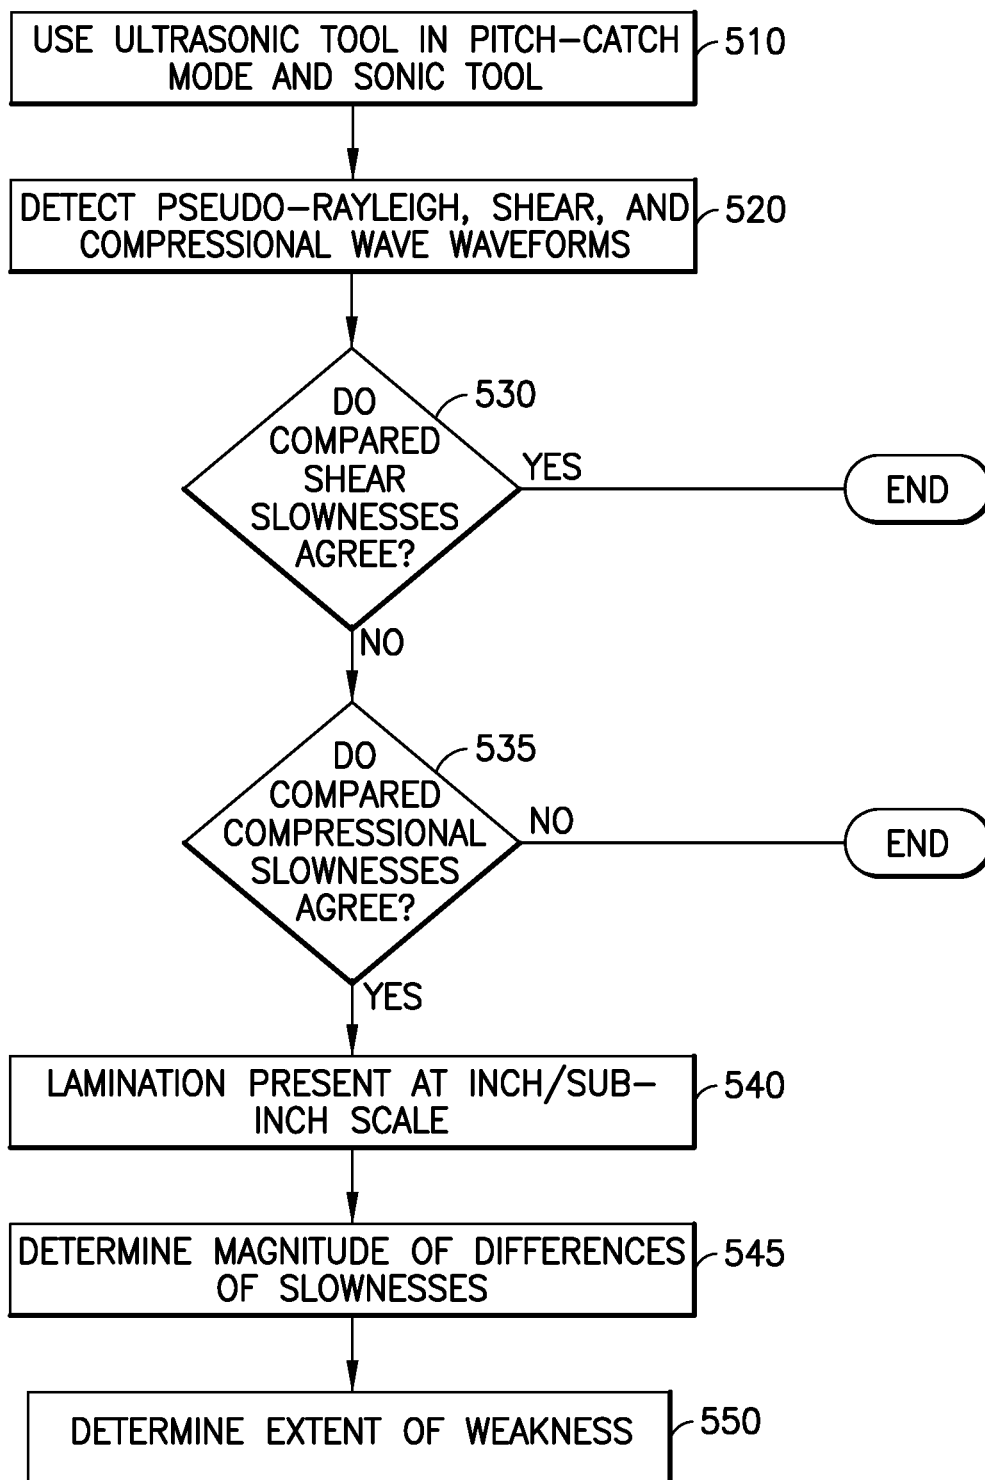 USE ULTRASONIC TOOL IN PITCH-CATCH
MODE AND SONIC TOOL
510
DETECT PSEUDO-RAYLEIGH, SHEAR, AND
COMPRESSIONAL WAVE WAVEFORMS
520
DO
COMPARED
SHEAR
SLOWNESSES
AGREE?
530
YES
END
NO
DO
COMPARED
COMPRESSIONAL
SLOWNESSES
AGREE?
535
NO
END
YES
LAMINATION PRESENT AT INCH/SUB-
INCH SCALE
540
DETERMINE MAGNITUDE OF DIFFERENCES
OF SLOWNESSES
545
DETERMINE EXTENT OF WEAKNESS
550